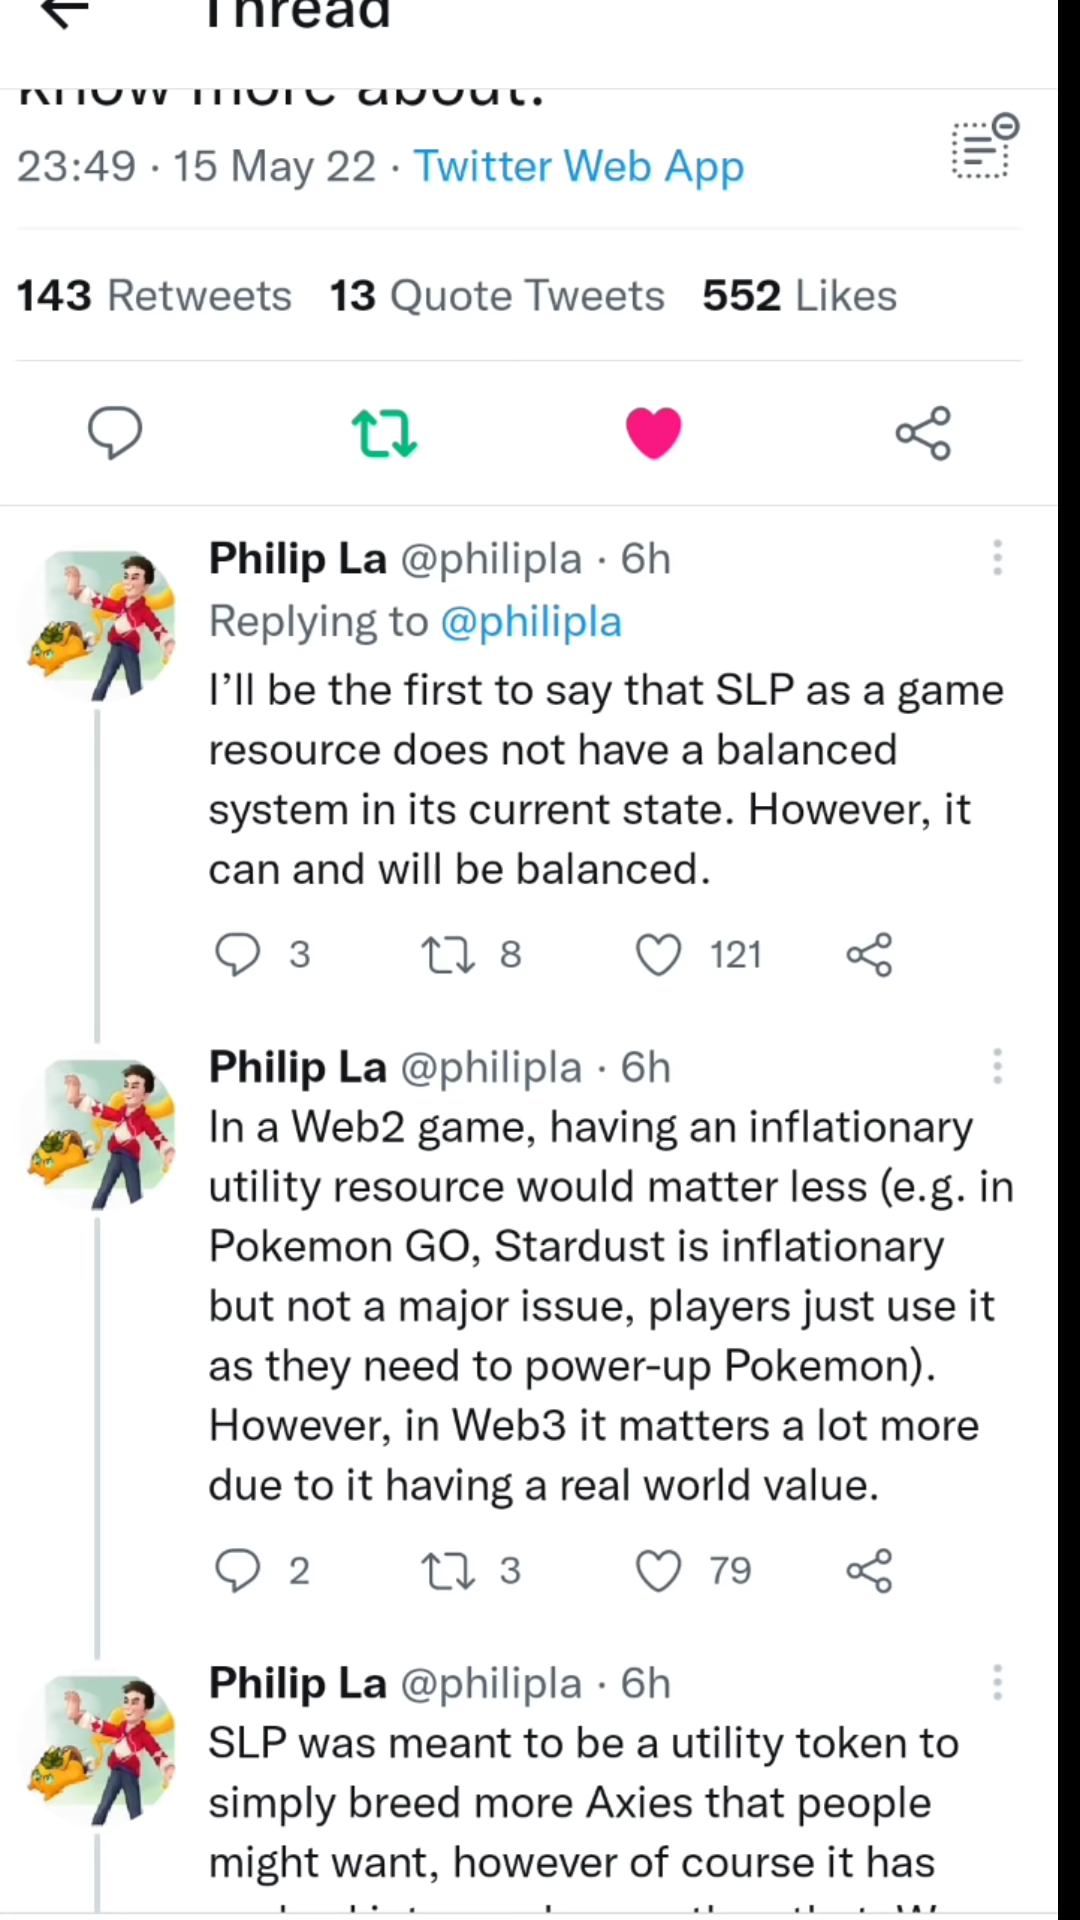 Thread
know more about.
23:49 · 15 May 22 · Twitter Web App
143 Retweets 13 Quote Tweets 552 Likes
Philip La @philipla · 6h
Replying to @philipla
I’ll be the first to say that SLP as a game
resource does not have a balanced
system in its current state. However, it
can and will be balanced.
3 8 121
Philip La @philipla · 6h
In a Web2 game, having an inflationary
utility resource would matter less (e.g. in
Pokemon GO, Stardust is inflationary
but not a major issue, players just use it
as they need to power-up Pokemon).
However, in Web3 it matters a lot more
due to it having a real world value.
2 3 79
Philip La @philipla · 6h
SLP was meant to be a utility token to
simply breed more Axies that people
might want, however of course it has